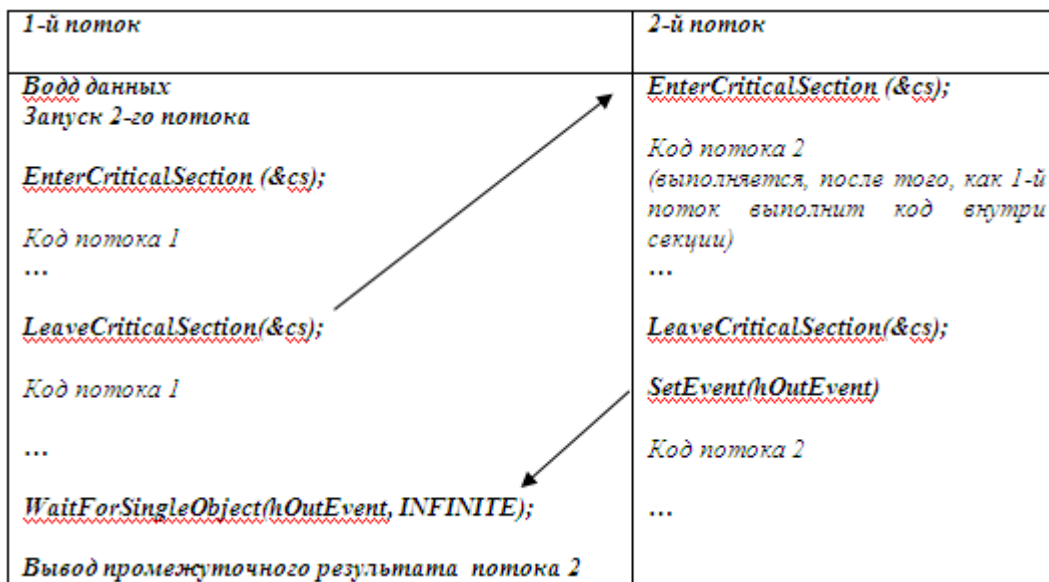 1-й поток
2-й поток
Водд данных
Запуск 2-го потока
EnterCriticalSection (&cs);
Код потока 1
...
LeaveCriticalSection(&cs);
Код потока 1
...
WaitForSingleObject(hOutEvent, INFINITE);
Вывод промежуточного результата потока 2
EnterCriticalSection (&cs);
Код потока 2
(выполняется, после того, как 1-й
поток выполнит код внутри
секции)
...
LeaveCriticalSection(&cs);
SetEvent(hOutEvent)
Код потока 2
...